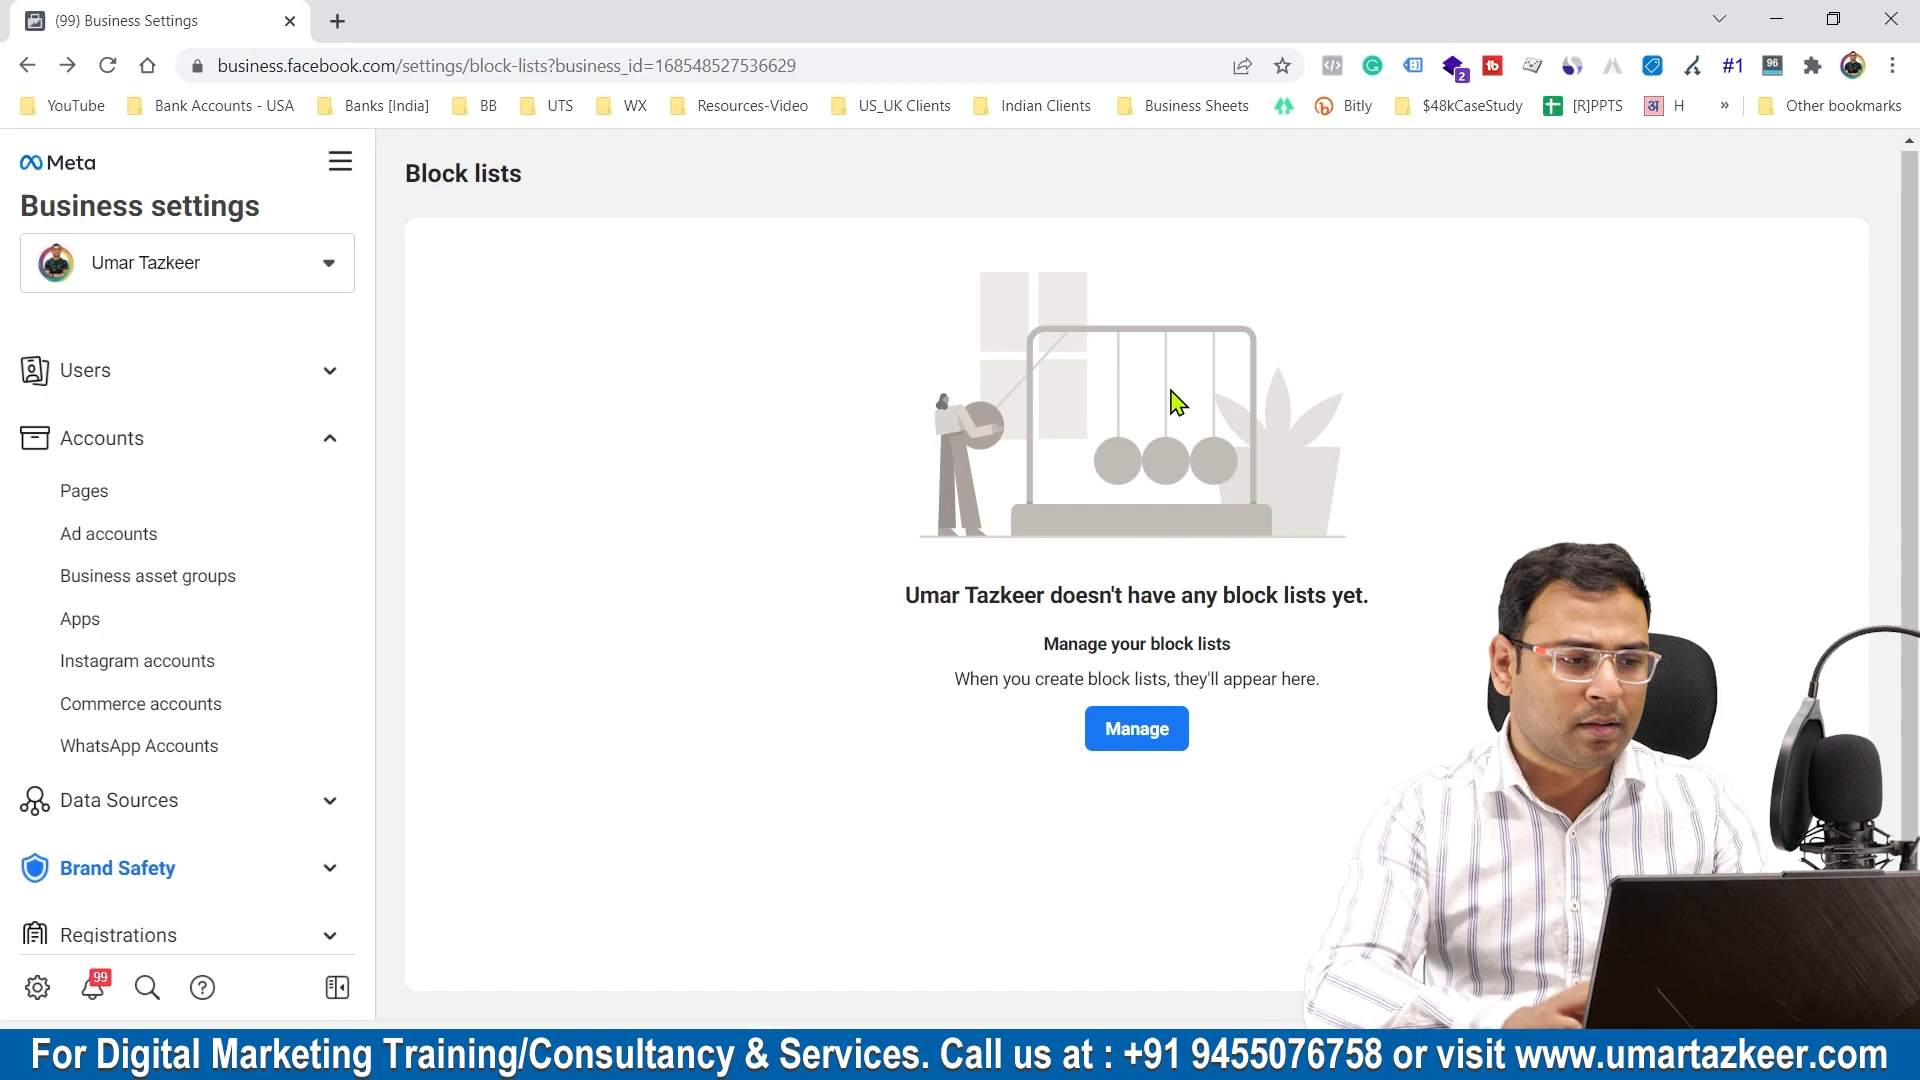 (99) Business Settings
business.facebook.com/settings/block-lists?business_id=168548527536629
2
96
#1
YouTube
Bank Accounts - USA
Banks [India]
BB
UTS
WX
Resources-Video
US_UK Clients
Indian Clients
Business Sheets
Bitly
$48kCaseStudy
[R]PPTS
अ
H
»
Other bookmarks
Meta
Business settings
Umar Tazkeer
Users
Accounts
Pages
Ad accounts
Business asset groups
Apps
Instagram accounts
Commerce accounts
WhatsApp Accounts
Data Sources
Brand Safety
Registrations
99
Block lists
Umar Tazkeer doesn't have any block lists yet.
Manage your block lists
When you create block lists, they'll appear here.
Manage
For Digital Marketing Training/Consultancy & Services. Call us at : +91 9455076758 or visit www.umartazkeer.com